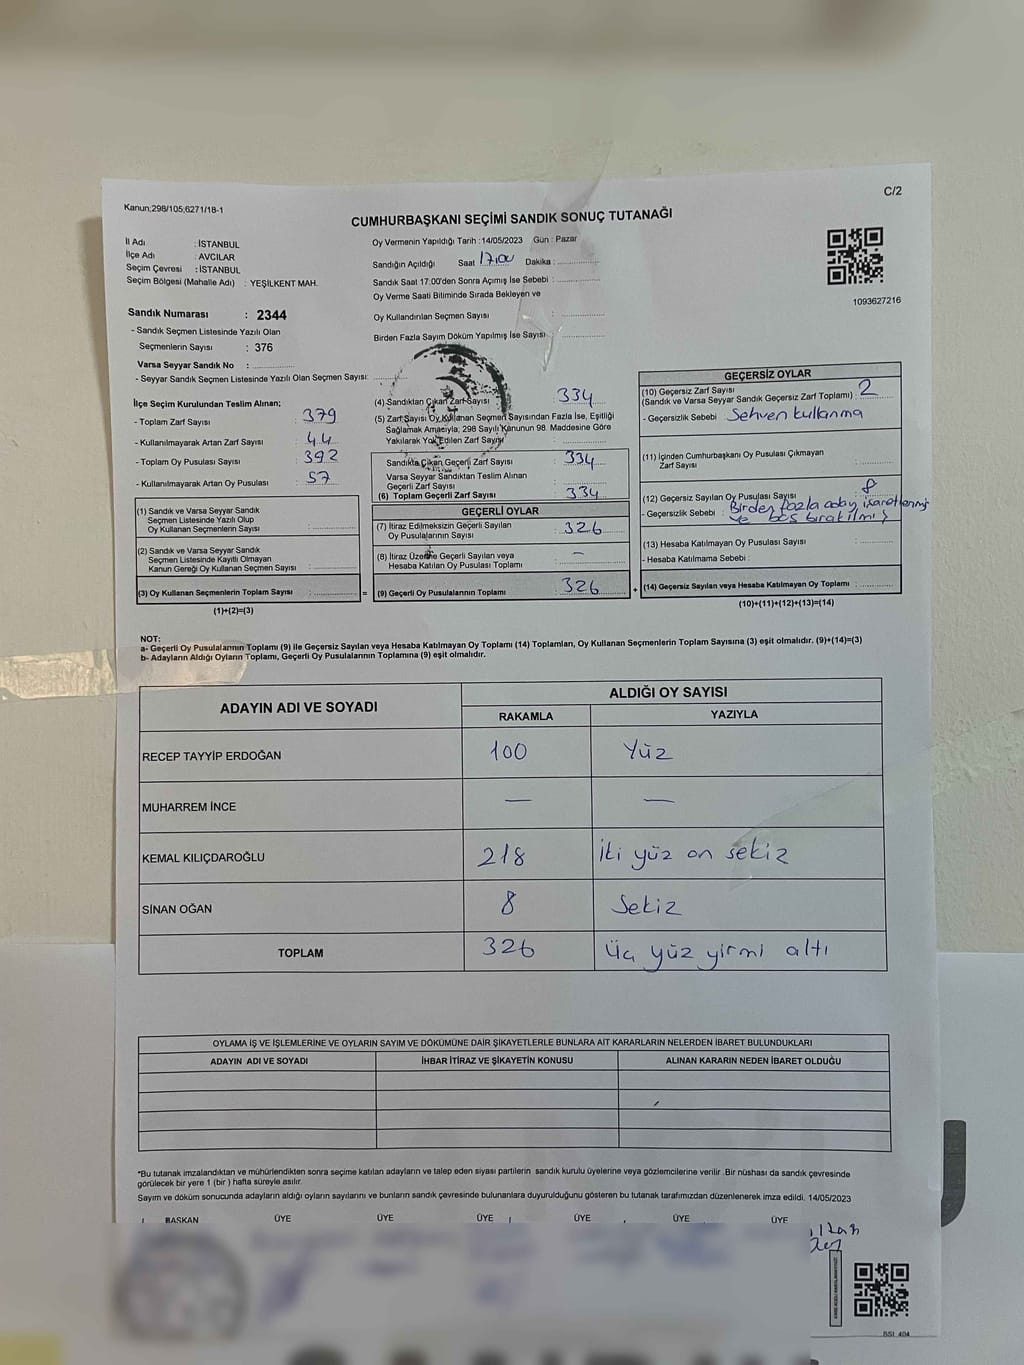 C/2
Kanun,298/105,6271/18-1
CUMHURBAŞKANI SEÇİMİ SANDIK SONUÇ TUTANAĞI
İl Adı : İSTANBUL
İlçe Adı : AVCILAR
Seçim Çevresi : İSTANBUL
Seçim Bölgesi (Mahalle Adı) : YEŞİLKENT MAH.
Oy Vermenin Yapıldığı Tarih :14/05/2023 Gün : Pazar
Sandığın Açıldığı Saat 17.00 Dakika :
Sandık Saat 17:00'den Sonra Açımış İse Sebebi :
Oy Verme Saati Bitiminde Sırada Bekleyen ve
Oy Kullandırılan Seçmen Sayısı :
Birden Fazla Sayım Döküm Yapılmış İse Sayısı :
1093627216
Sandık Numarası : 2344
- Sandık Seçmen Listesinde Yazılı Olan
Seçmenlerin Sayısı : 376
Varsa Seyyar Sandık No :
- Seyyar Sandık Seçmen Listesinde Yazılı Olan Seçmen Sayısı:
İlçe Seçim Kurulundan Teslim Alınan;
- Toplam Zarf Sayısı : 379
- Kullanılmayarak Artan Zarf Sayısı : 44
- Toplam Oy Pusulası Sayısı : 392
- Kullanılmayarak Artan Oy Pusulası : 57
(1) Sandık ve Varsa Seyyar Sandık
Seçmen Listesinde Yazılı Olup
Oy Kullanan Seçmenlerin Sayısı :
(2) Sandık ve Varsa Seyyar Sandık
Seçmen Listesinde Kayıtlı Olmayan
Kanun Gereği Oy Kullanan Seçmen Sayısı :
(3) Oy Kullanan Seçmenlerin Toplam Sayısı :
(1)+(2)=(3)
(4) Sandıktan Çıkan Zarf Sayısı : 334
(5) Zarf Sayısı Oy Kullanan Seçmen Sayısından Fazla İse, Eşitliği
Sağlamak Amacıyla; 298 Sayılı Kanunun 98. Maddesine Göre
Yakılarak Yok Edilen Zarf Sayısı
Sandıkta Çıkan Geçerli Zarf Sayısı : 334
Varsa Seyyar Sandıktan Teslim Alınan
Geçerli Zarf Sayısı
(6) Toplam Geçerli Zarf Sayısı : 334
GEÇERLİ OYLAR
(7) İtiraz Edilmeksizin Geçerli Sayılan
Oy Pusulalarının Sayısı : 326
(8) İtiraz Üzerine Geçerli Sayılan veya
Hesaba Katılan Oy Pusulası Toplamı : —
= (9) Geçerli Oy Pusulalarının Toplamı : 326
GEÇERSİZ OYLAR
(10) Geçersiz Zarf Sayısı
(Sandık ve Varsa Seyyar Sandık Geçersiz Zarf Toplamı) : 2
- Geçersizlik Sebebi : Sehven kullanma
(11) İçinden Cumhurbaşkanı Oy Pusulası Çıkmayan
Zarf Sayısı
(12) Geçersiz Sayılan Oy Pusulası Sayısı : 8
- Geçersizlik Sebebi : Birden fazla aday işaretlenmiş
ve boş bırakılmış
(13) Hesaba Katılmayan Oy Pusulası Sayısı :
- Hesaba Katılmama Sebebi :
+ (14) Geçersiz Sayılan veya Hesaba Katılmayan Oy Toplamı :
(10)+(11)+(12)+(13)=(14)
NOT:
a- Geçerli Oy Pusulalarının Toplamı (9) ile Geçersiz Sayılan veya Hesaba Katılmayan Oy Toplamı (14) Toplamları, Oy Kullanan Seçmenlerin Toplam Sayısına (3) eşit olmalıdır. (9)+(14)=(3)
b- Adayların Aldığı Oyların Toplamı, Geçerli Oy Pusulalarının Toplamına (9) eşit olmalıdır.
ADAYIN ADI VE SOYADI ALDIĞI OY SAYISI
RAKAMLA YAZIYLA
RECEP TAYYİP ERDOĞAN 100 Yüz
MUHARREM İNCE — —
KEMAL KILIÇDAROĞLU 218 İki yüz on sekiz
SİNAN OĞAN 8 Sekiz
TOPLAM 326 Üç yüz yirmi altı
OYLAMA İŞ VE İŞLEMLERİNE VE OYLARIN SAYIM VE DÖKÜMÜNE DAİR ŞİKAYETLERLE BUNLARA AİT KARARLARIN NELERDEN İBARET BULUNDUKLARI
ADAYIN ADI VE SOYADI İHBAR İTİRAZ VE ŞİKAYETİN KONUSU ALINAN KARARIN NEDEN İBARET OLDUĞU
*Bu tutanak imzalandıktan ve mühürlendikten sonra seçime katılan adayların ve talep eden siyası partilerin sandık kurulu üyelerine veya gözlemcilerine verilir .Bir nüshası da sandık çevresinde
görülecek bir yere 1 (bir ) hafta süreyle asılır.
Sayım ve döküm sonucunda adayların aldığı oyların sayılarını ve bunların sandık çevresinde bulunanlara duyurulduğunu gösteren bu tutanak tarafımızdan düzenlenerek imza edildi. 14/05/2023
BAŞKAN ÜYE ÜYE ÜYE ÜYE ÜYE ÜYE